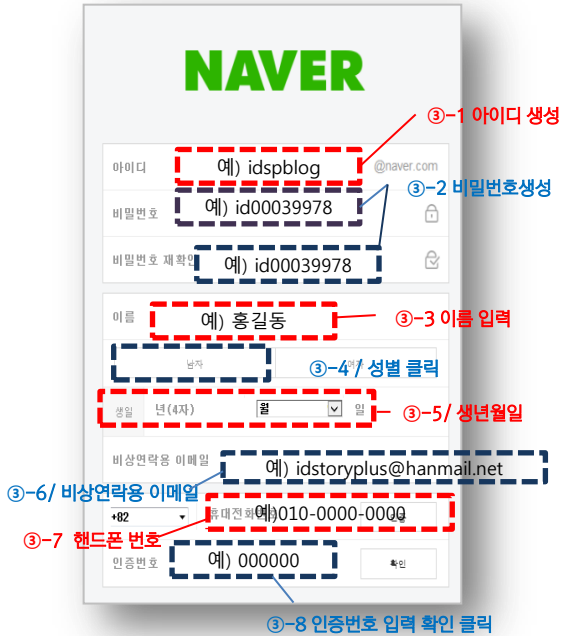 NAVER
③-1 아이디 생성
아이디 예) idspblog @naver.com
③-2 비밀번호생성
비밀번호 예) id00039978
비밀번호 재확인 예) id00039978
이름 예) 홍길동 ③-3 이름 입력
남자 ③-4 / 성별 클릭
생일 년(4자) 월 일 ③-5/ 생년월일
비상연락용 이메일 예) idstoryplus@hanmail.net
③-6/ 비상연락용 이메일
+82 휴대전화 예)010-0000-0000
③-7 핸드폰 번호
인증번호 예) 000000 확인
③-8 인증번호 입력 확인 클릭